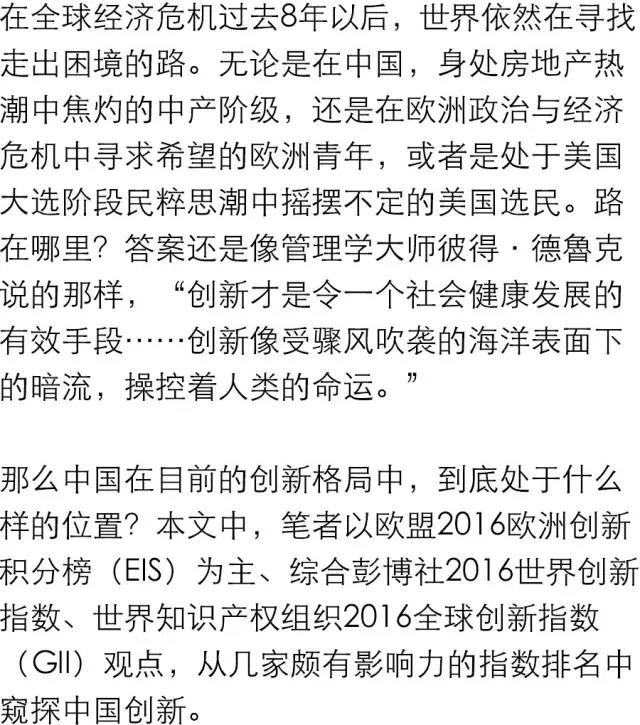 在全球经济危机过去8年以后，世界依然在寻找
走出困境的路。无论是在中国，身处房地产热
潮中焦灼的中产阶级，还是在欧洲政治与经济
危机中寻求希望的欧洲青年，或者是处于美国
大选阶段民粹思潮中摇摆不定的美国选民。路
在哪里？答案还是像管理学大师彼得·德鲁克
说的那样，“创新才是令一个社会健康发展的
有效手段……创新像受骤风吹袭的海洋表面下
的暗流，操控着人类的命运。”
那么中国在目前的创新格局中，到底处于什么
样的位置？本文中，笔者以欧盟2016欧洲创新
积分榜（EIS）为主、综合彭博社2016世界创新
指数、世界知识产权组织2016全球创新指数
（GII）观点，从几家颇有影响力的指数排名中
窥探中国创新。